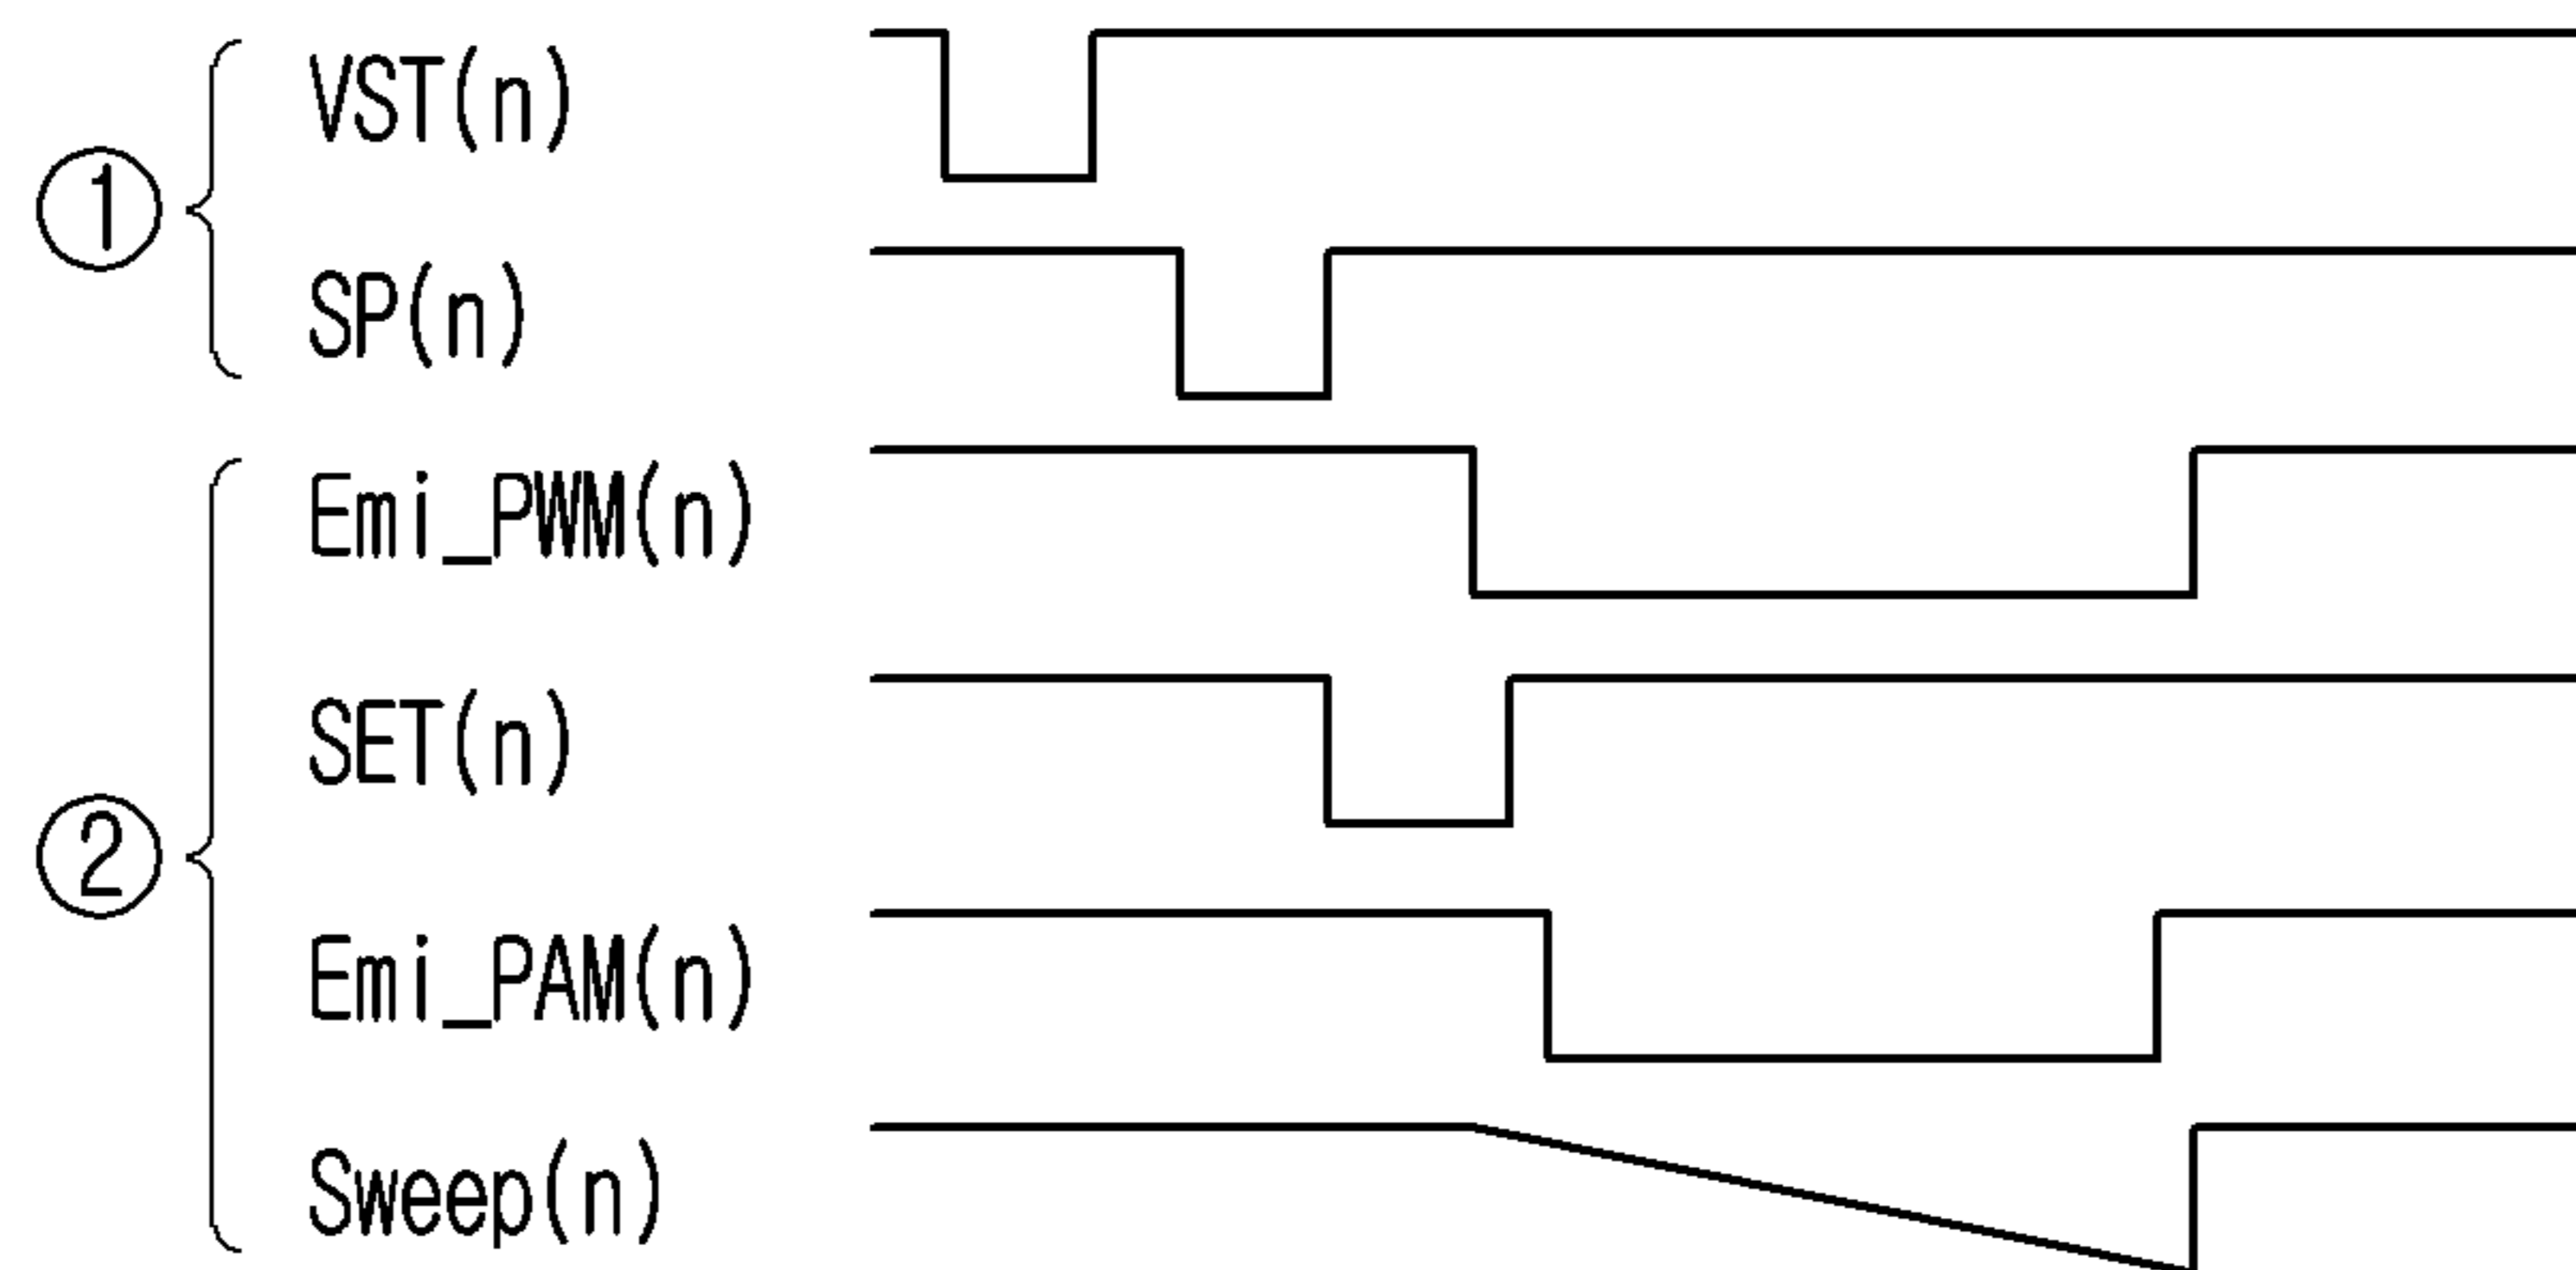 ①
VST(n)
SP(n)
②
Emi_PWM(n)
SET(n)
Emi_PAM(n)
Sweep(n)